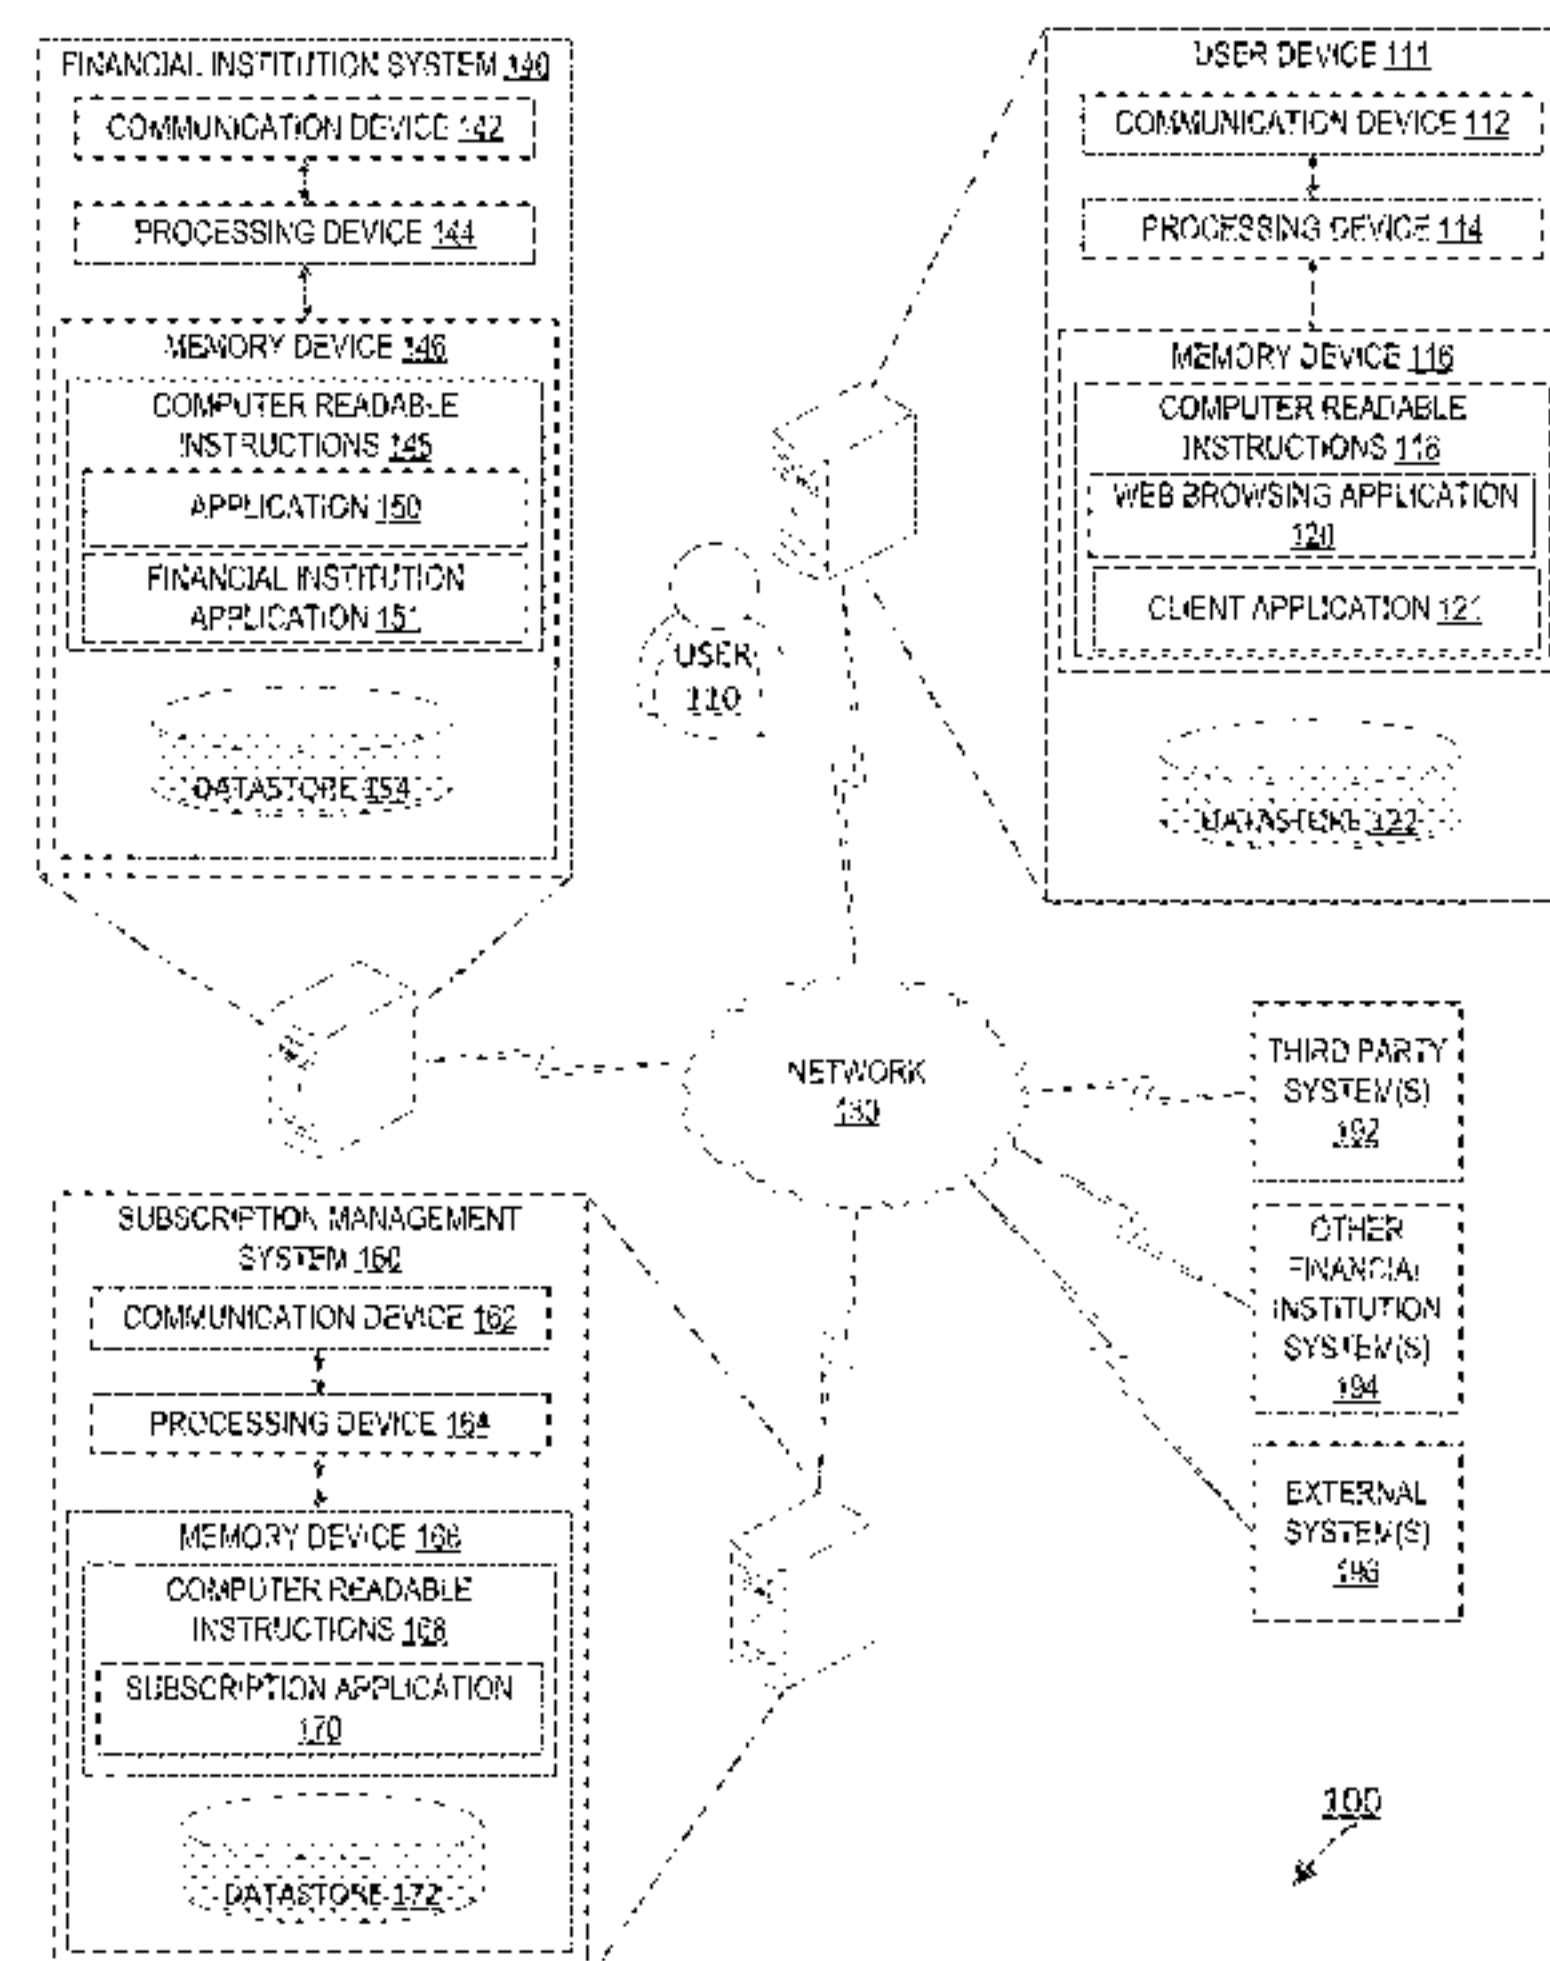 FINANCIAL INSTITUTION SYSTEM 140
COMMUNICATION DEVICE 142
PROCESSING DEVICE 144
MEMORY DEVICE 146
COMPUTER READABLE
INSTRUCTIONS
APPLICATION 150
FINANCIAL INSTITUTION
APPLICATION 151
DATASTORE 154
USER DEVICE 111
COMMUNICATION DEVICE 112
PROCESSING DEVICE 114
MEMORY DEVICE 116
COMPUTER READABLE
INSTRUCTIONS 118
WEB BROWSING APPLICATION
120
CLIENT APPLICATION 121
DATASTORE 122
USER
110
NETWORK
THIRD PARTY
SYSTEM(S)
192
OTHER
FINANCIAL
INSTITUTION
SYSTEM(S)
194
EXTERNAL
SYSTEM(S)
SUBSCRIPTION MANAGEMENT
SYSTEM 160
COMMUNICATION DEVICE 162
PROCESSING DEVICE 164
MEMORY DEVICE 166
COMPUTER READABLE
INSTRUCTIONS 168
SUBSCRIPTION APPLICATION
170
DATASTORE 172
100